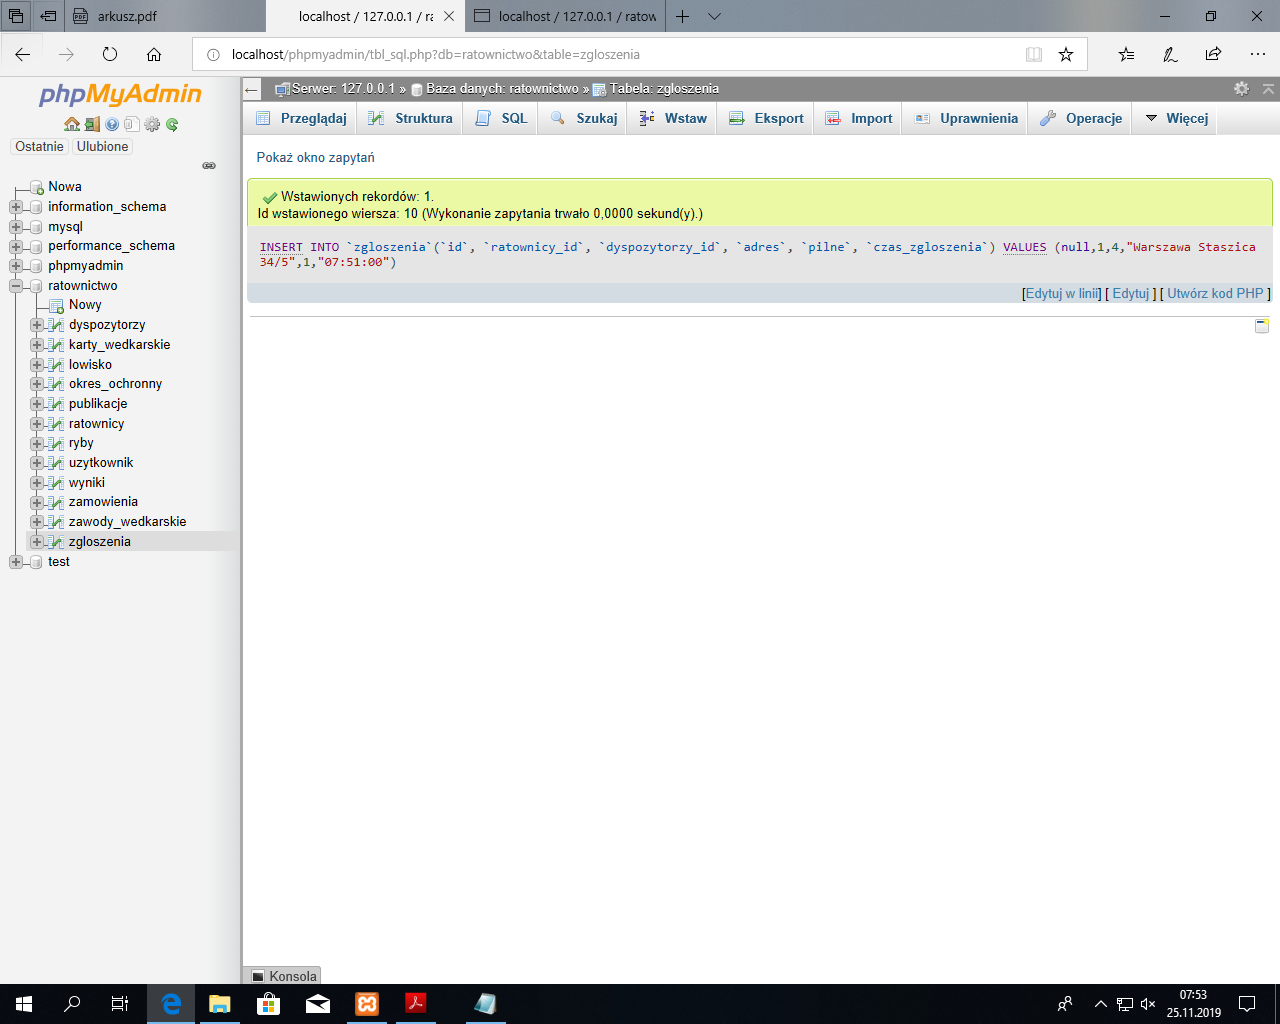 arkusz.pdf
localhost / 127.0.0.1 / ra
localhost / 127.0.0.1 / ratow
localhost/phpmyadmin/tbl_sql.php?db=ratownictwo&table=zgloszenia
phpMyAdmin
Ostatnie Ulubione
Nowa
information_schema
mysql
performance_schema
phpmyadmin
ratownictwo
Nowy
dyspozytorzy
karty_wedkarskie
lowisko
okres_ochronny
publikacje
ratownicy
ryby
uzytkownik
wyniki
zamowienia
zawody_wedkarskie
zgloszenia
test
Serwer: 127.0.0.1 » Baza danych: ratownictwo » Tabela: zgloszenia
Przeglądaj Struktura SQL Szukaj Wstaw Eksport Import Uprawnienia Operacje Więcej
Pokaż okno zapytań
Wstawionych rekordów: 1.
Id wstawionego wiersza: 10 (Wykonanie zapytania trwało 0,0000 sekund(y).)
INSERT INTO `zgloszenia`(`id`, `ratownicy_id`, `dyspozytorzy_id`, `adres`, `pilne`, `czas_zgloszenia`) VALUES (null,1,4,"Warszawa Staszica
34/5",1,"07:51:00")
[Edytuj w linii] [ Edytuj ] [ Utwórz kod PHP ]
Konsola
07:53
25.11.2019